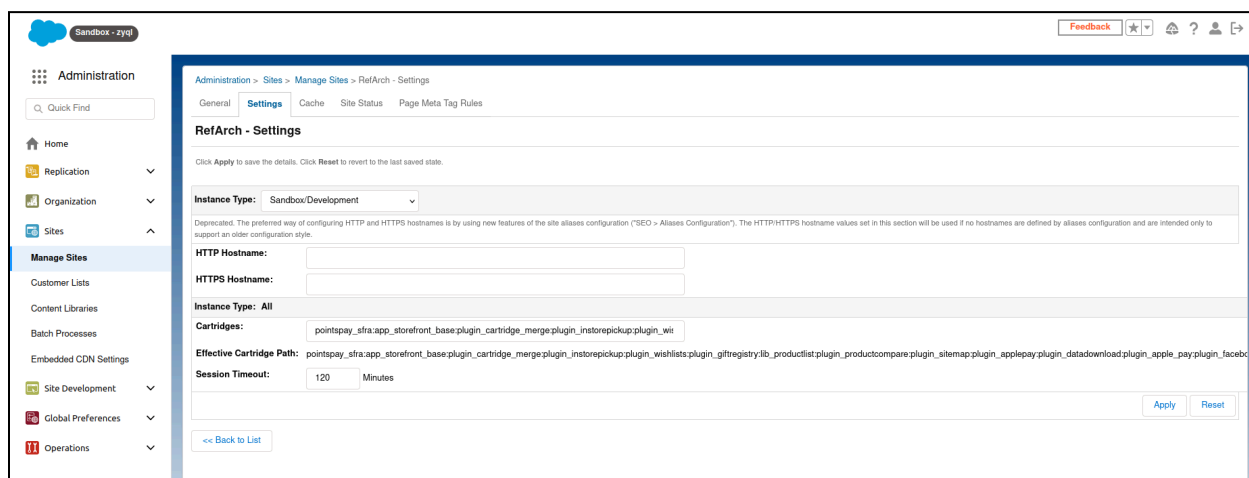 Sandbox - zyql
Feedback
Administration
Quick Find
Home
Replication
Organization
Sites
Manage Sites
Customer Lists
Content Libraries
Batch Processes
Embedded CDN Settings
Site Development
Global Preferences
Operations
Administration > Sites > Manage Sites > RefArch - Settings
General Settings Cache Site Status Page Meta Tag Rules
RefArch - Settings
Click Apply to save the details. Click Reset to revert to the last saved state.
Instance Type: Sandbox/Development
Deprecated. The preferred way of configuring HTTP and HTTPS hostnames is by using new features of the site aliases configuration ("SEO > Aliases Configuration"). The HTTP/HTTPS hostname values set in this section will be used if no hostnames are defined by aliases configuration and are intended only to
support an older configuration style.
HTTP Hostname:
HTTPS Hostname:
Instance Type: All
Cartridges: pointspay_sfra:app_storefront_base:plugin_cartridge_merge:plugin_instorepickup:plugin_wis
Effective Cartridge Path: pointspay_sfra:app_storefront_base:plugin_cartridge_merge:plugin_instorepickup:plugin_wishlists:plugin_giftregistry:lib_productlist:plugin_productcompare:plugin_sitemap:plugin_applepay:plugin_datadownload:plugin_apple_pay:plugin_facebo
Session Timeout: 120 Minutes
Apply Reset
<< Back to List